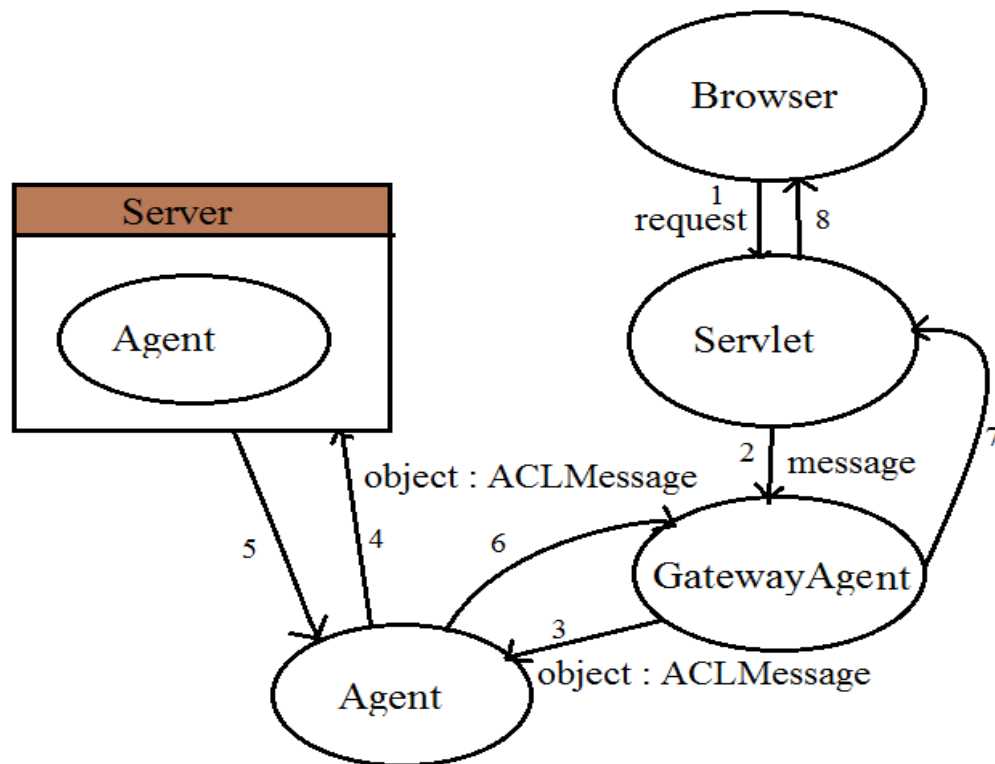 Browser
1
request
8
Server
Agent
Servlet
2
message
7
object : ACLMessage
5
4
6
GatewayAgent
3
object : ACLMessage
Agent